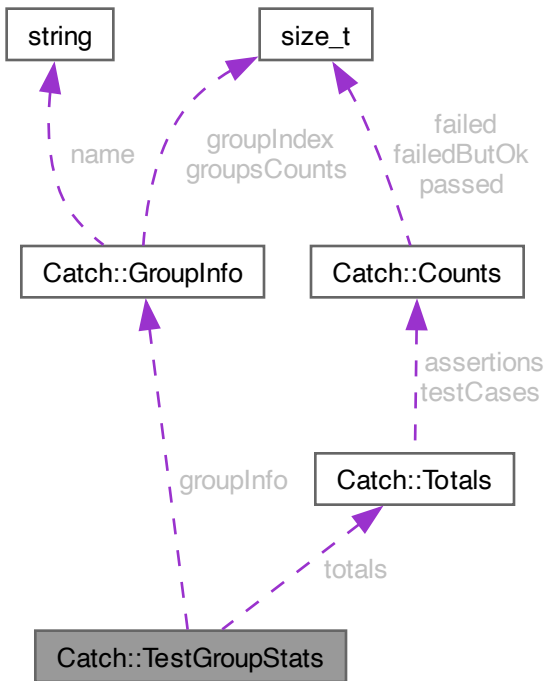 string
size_t
name
groupIndex
groupsCounts
failed
failedButOk
passed
Catch::GroupInfo
Catch::Counts
assertions
testCases
groupInfo
Catch::Totals
totals
Catch::TestGroupStats